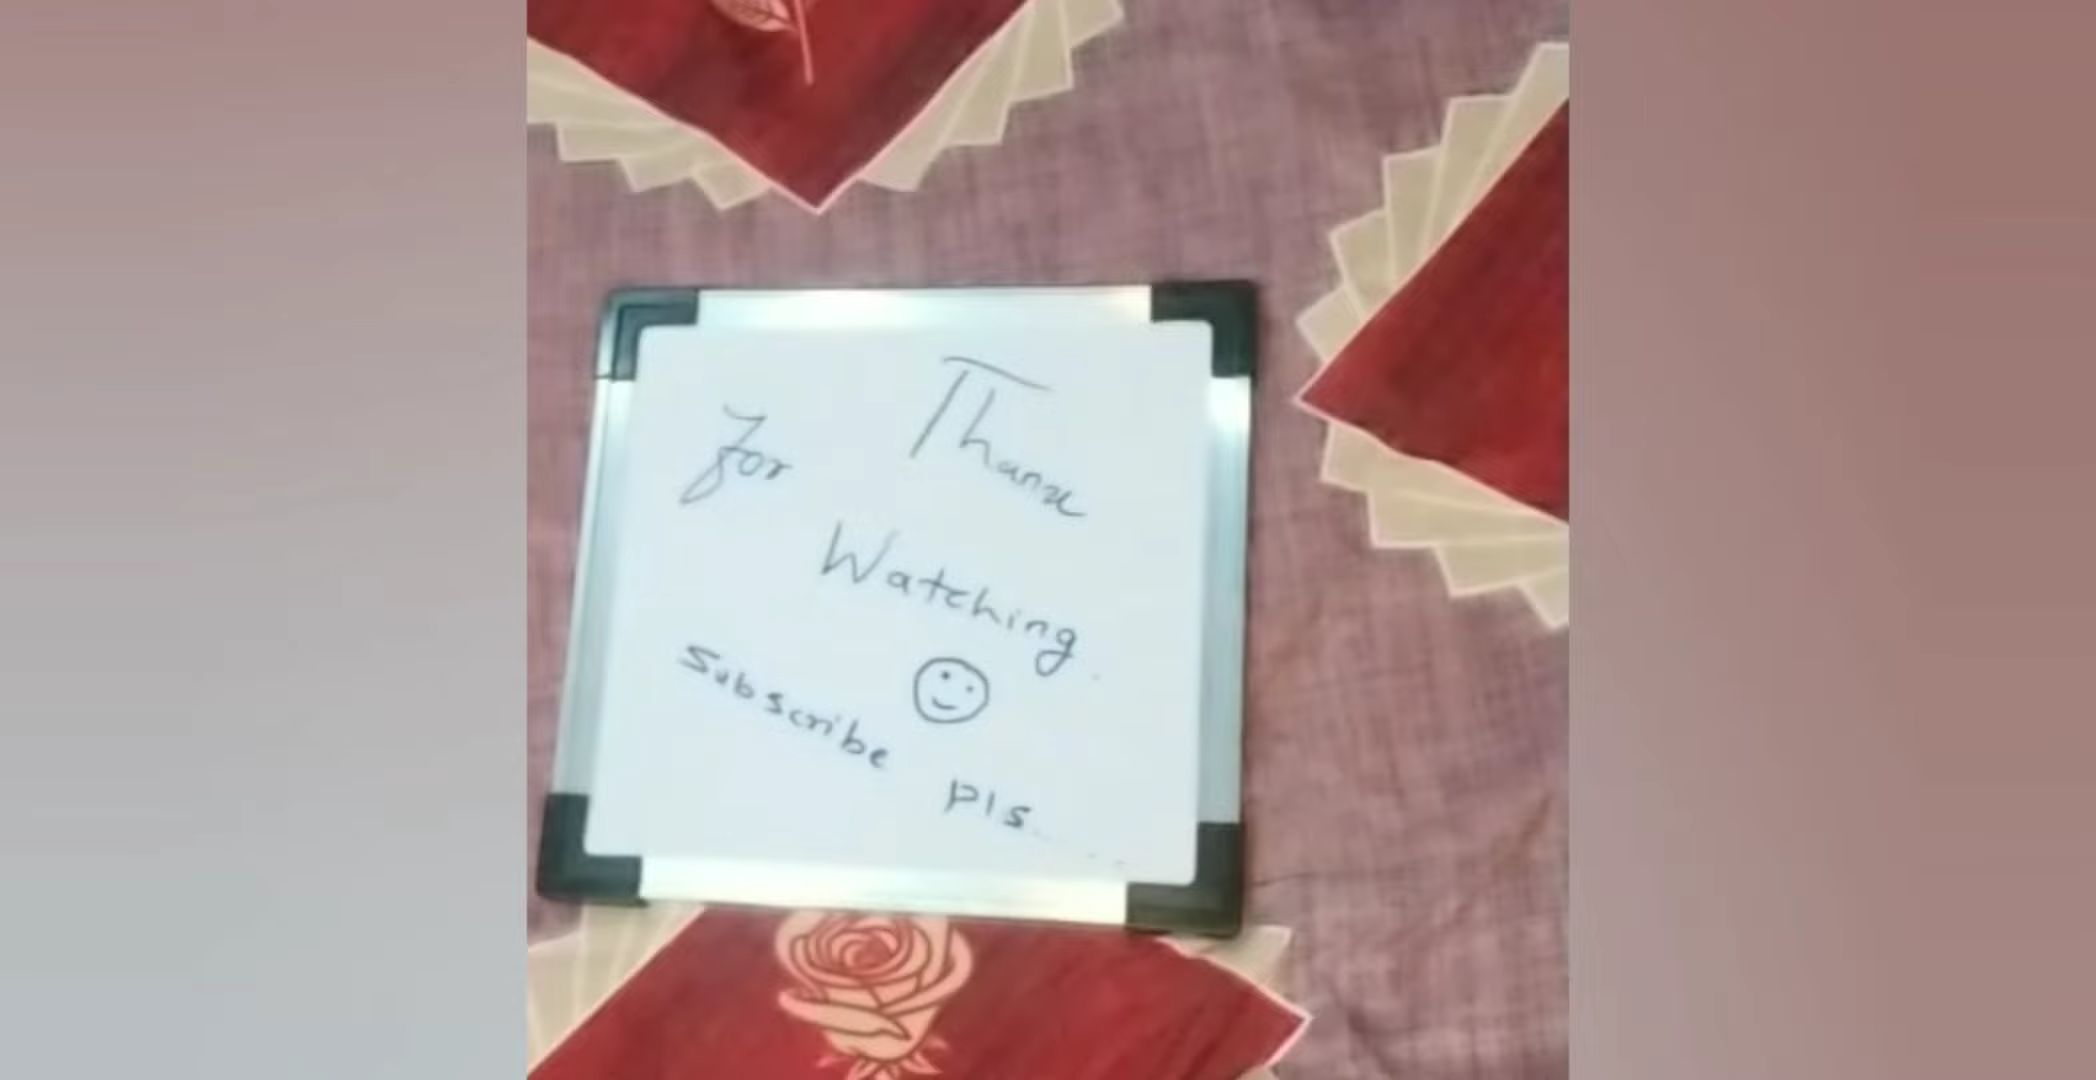 Thanx
for
Watching.
Subscribe
pls.....